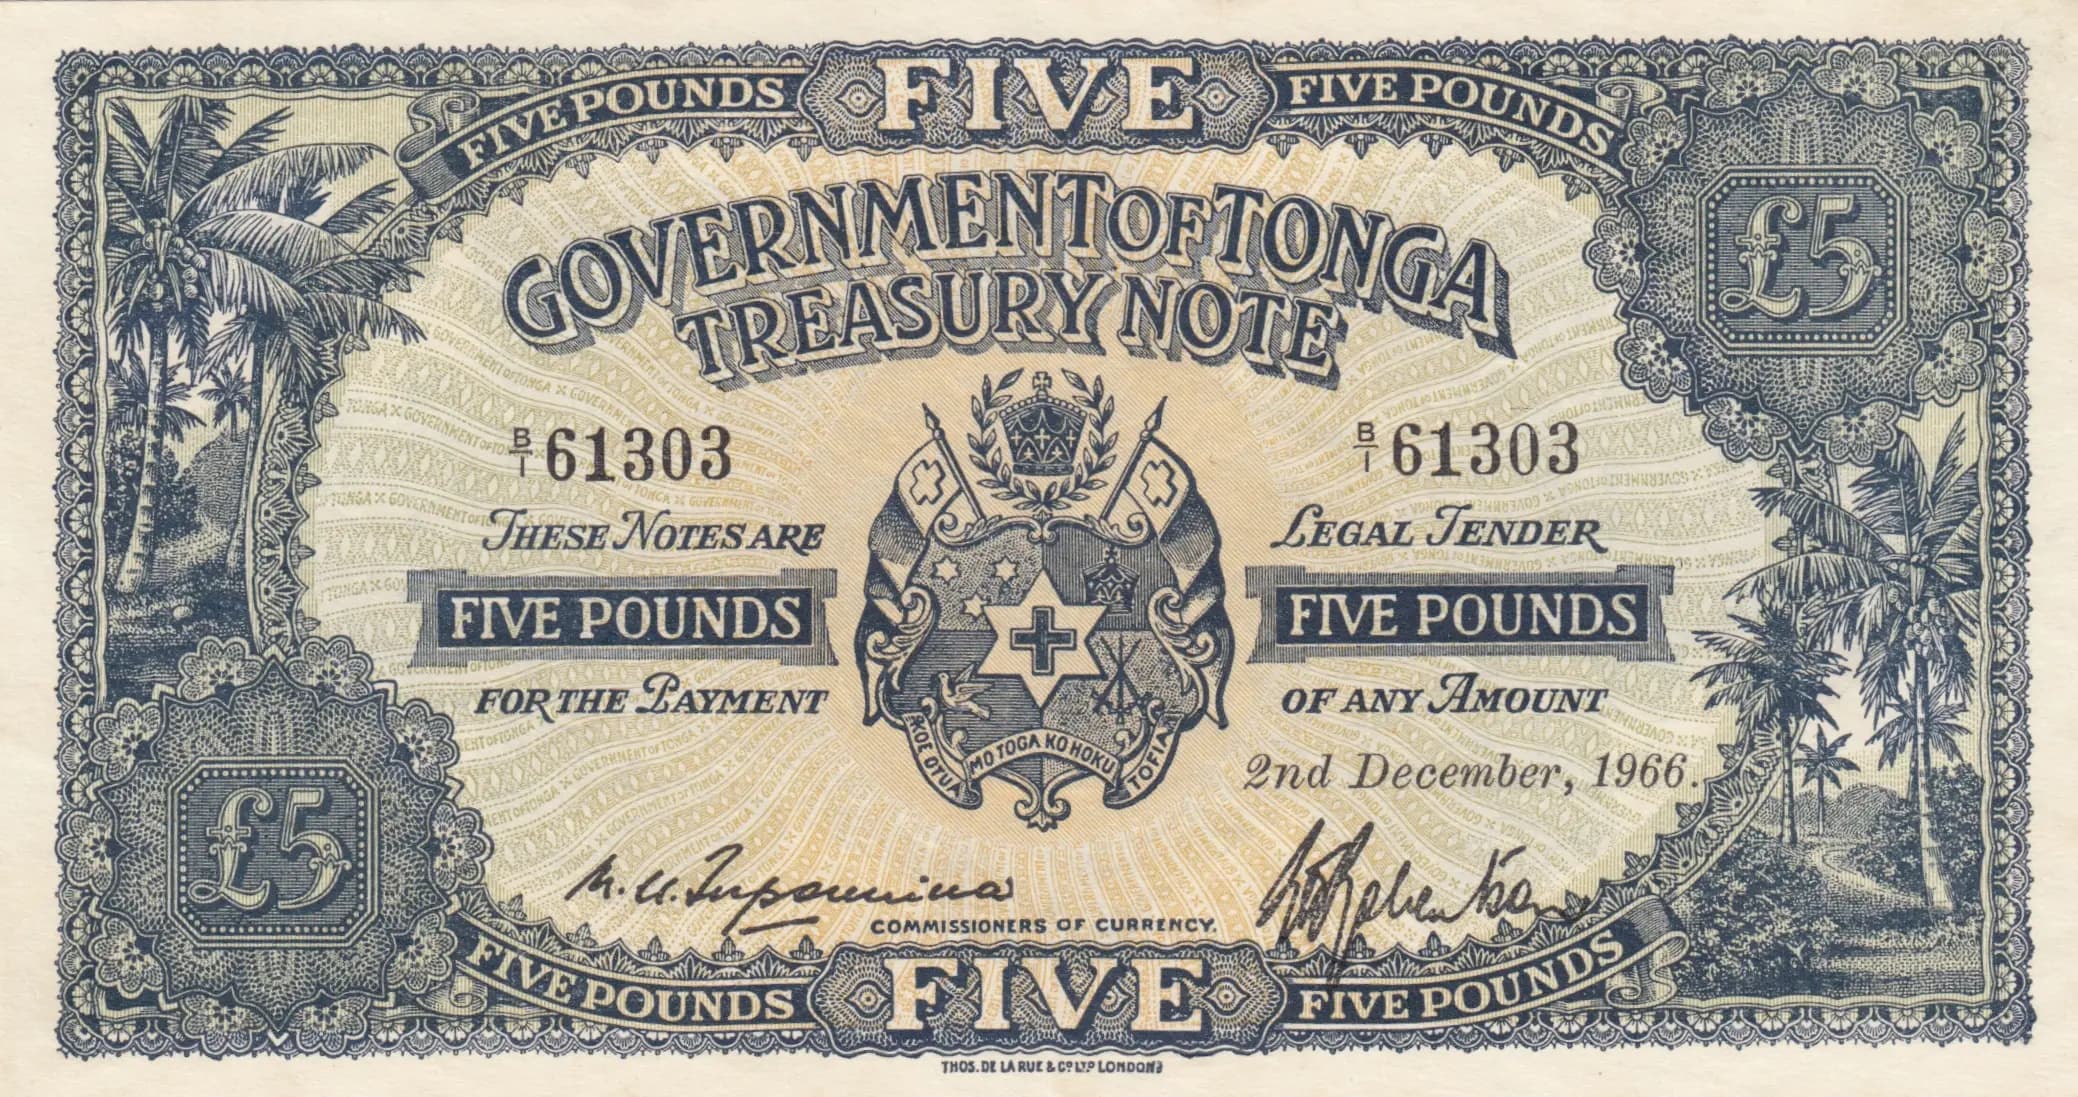 FIVE POUNDS FIVE FIVE POUNDS
£5
GOVERNMENT OF TONGA
TREASURY NOTE
B/1 61303 B/1 61303
THESE NOTES ARE LEGAL TENDER
FIVE POUNDS FIVE POUNDS
FOR THE PAYMENT OF ANY AMOUNT
KOE OTUA MO TOGA KO HOKU TOFIA
2nd December, 1966.
£5
COMMISSIONERS OF CURRENCY.
FIVE POUNDS FIVE FIVE POUNDS
THOS. DE LA RUE & CO LTD LONDON